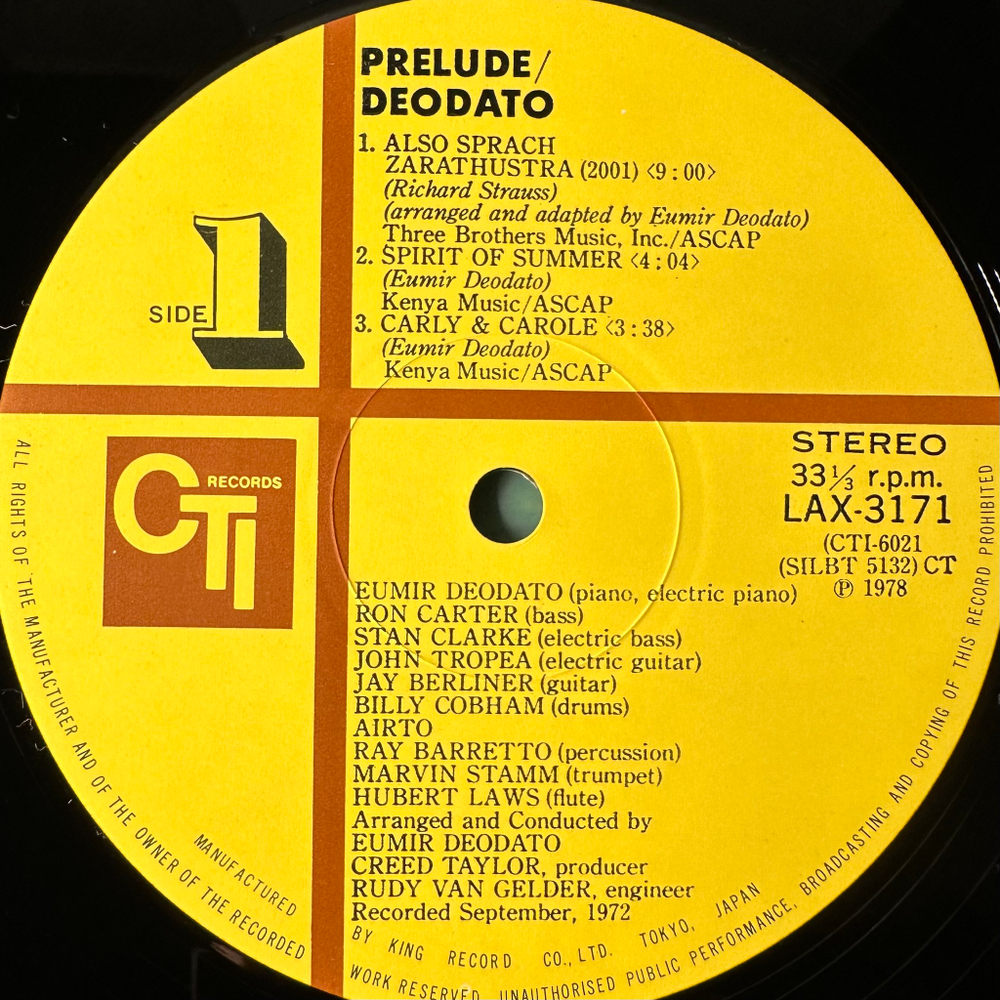 PRELUDE/
DEODATO
1. ALSO SPRACH
ZARATHUSTRA (2001) <9:00>
(Richard Strauss)
(arranged and adapted by Eumir Deodato)
Three Brothers Music, Inc./ASCAP
2. SPIRIT OF SUMMER <4:04>
(Eumir Deodato)
Kenya Music/ASCAP
3. CARLY & CAROLE <3:38>
(Eumir Deodato)
Kenya Music/ASCAP
SIDE 1
CTI RECORDS
STEREO
33⅓ r.p.m.
LAX-3171
(CTI-6021
(SILBT 5132) CT
℗ 1978
EUMIR DEODATO (piano, electric piano)
RON CARTER (bass)
STAN CLARKE (electric bass)
JOHN TROPEA (electric guitar)
JAY BERLINER (guitar)
BILLY COBHAM (drums)
AIRTO
RAY BARRETTO (percussion)
MARVIN STAMM (trumpet)
HUBERT LAWS (flute)
Arranged and Conducted by
EUMIR DEODATO
CREED TAYLOR, producer
RUDY VAN GELDER, engineer
Recorded September, 1972
MANUFACTURED BY KING RECORD CO., LTD. TOKYO, JAPAN
ALL RIGHTS OF THE MANUFACTURER AND OF THE OWNER OF THE RECORDED WORK RESERVED UNAUTHORISED PUBLIC PERFORMANCE, BROADCASTING AND COPYING OF THIS RECORD PROHIBITED